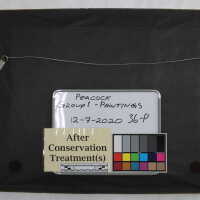 PEACOCK
GROUP 1 - PAINTINGS
12-7-2020 36-P
After
Conservation
Treatment(s)